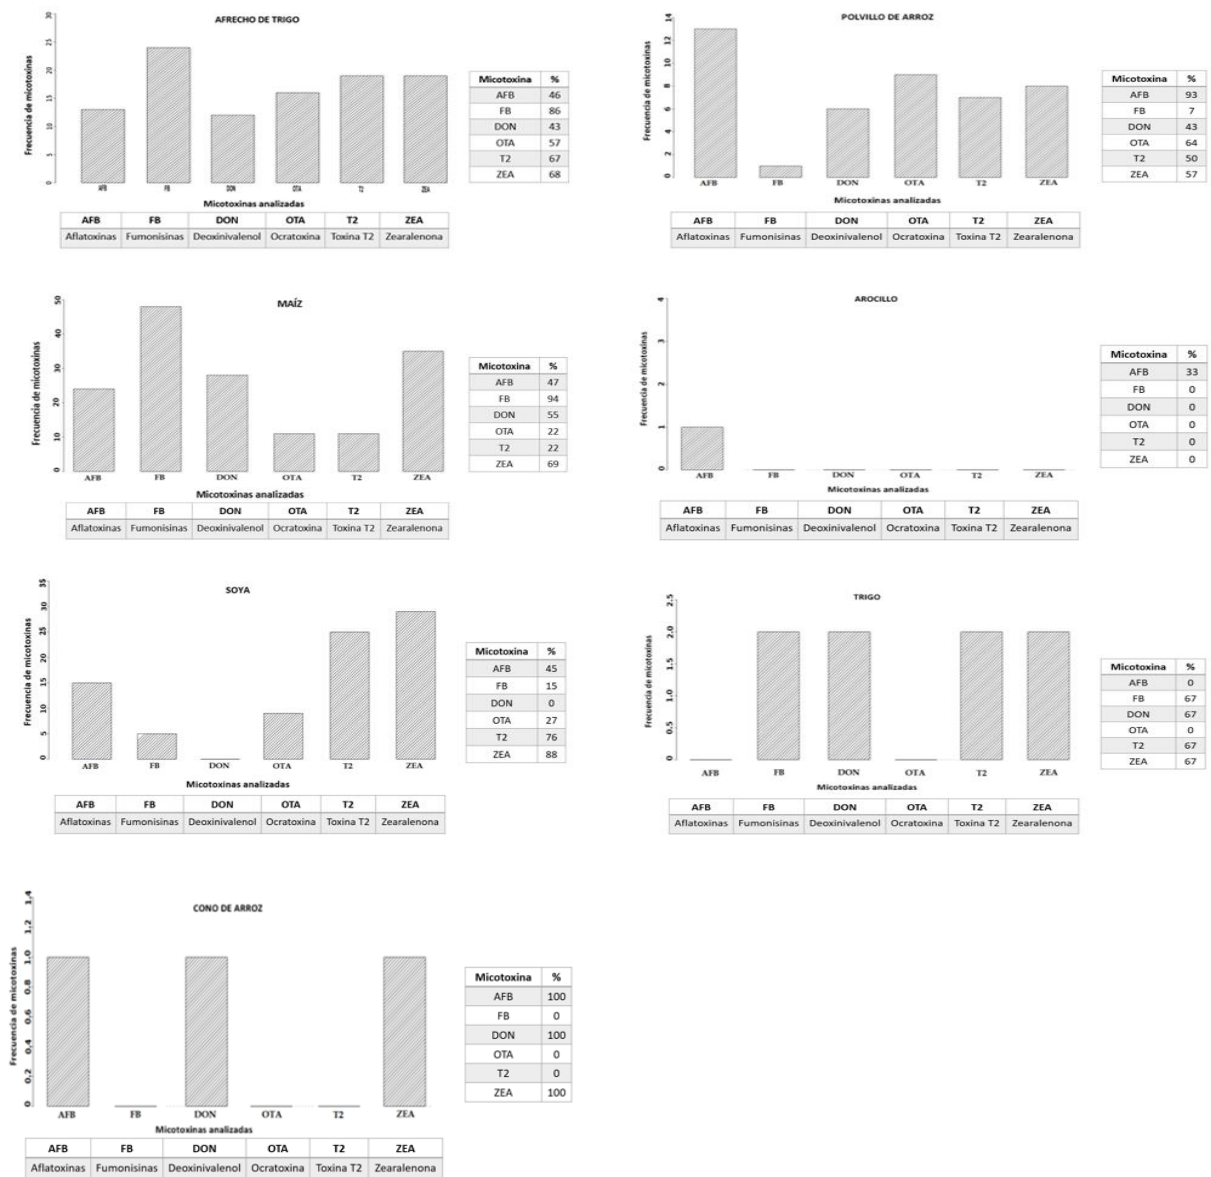 AFRECHO DE TRIGO
Frecuencia de micotoxinas
30
25
20
15
10
5
0
AFB FB DON OTA T2 ZEA
Micotoxinas analizadas
Micotoxina %
AFB 46
FB 86
DON 43
OTA 57
T2 67
ZEA 68
AFB FB DON OTA T2 ZEA
Aflatoxinas Fumonisinas Deoxinivalenol Ocratoxina Toxina T2 Zearalenona
POLVILLO DE ARROZ
Frecuencia de micotoxinas
14
12
10
8
6
4
2
0
AFB FB DON OTA T2 ZEA
Micotoxinas analizadas
Micotoxina %
AFB 93
FB 7
DON 43
OTA 64
T2 50
ZEA 57
AFB FB DON OTA T2 ZEA
Aflatoxinas Fumonisinas Deoxinivalenol Ocratoxina Toxina T2 Zearalenona
MAÍZ
Frecuencia de micotoxinas
50
40
30
20
10
0
AFB FB DON OTA T2 ZEA
Micotoxinas analizadas
Micotoxina %
AFB 47
FB 94
DON 55
OTA 22
T2 22
ZEA 69
AFB FB DON OTA T2 ZEA
Aflatoxinas Fumonisinas Deoxinivalenol Ocratoxina Toxina T2 Zearalenona
AROCILLO
Frecuencia de micotoxinas
4
3
2
1
0
AFB FB DON OTA T2 ZEA
Micotoxinas analizadas
Micotoxina %
AFB 33
FB 0
DON 0
OTA 0
T2 0
ZEA 0
AFB FB DON OTA T2 ZEA
Aflatoxinas Fumonisinas Deoxinivalenol Ocratoxina Toxina T2 Zearalenona
SOYA
Frecuencia de micotoxinas
35
30
25
20
15
10
5
0
AFB FB DON OTA T2 ZEA
Micotoxinas analizadas
Micotoxina %
AFB 45
FB 15
DON 0
OTA 27
T2 76
ZEA 88
AFB FB DON OTA T2 ZEA
Aflatoxinas Fumonisinas Deoxinivalenol Ocratoxina Toxina T2 Zearalenona
TRIGO
Frecuencia de micotoxinas
2.5
2.0
1.5
1.0
0.5
0
AFB FB DON OTA T2 ZEA
Micotoxinas analizadas
Micotoxina %
AFB 0
FB 67
DON 67
OTA 0
T2 67
ZEA 67
AFB FB DON OTA T2 ZEA
Aflatoxinas Fumonisinas Deoxinivalenol Ocratoxina Toxina T2 Zearalenona
CONO DE ARROZ
Frecuencia de micotoxinas
1,4
1,2
1,0
0,8
0,6
0,4
0,2
0
AFB FB DON OTA T2 ZEA
Micotoxinas analizadas
Micotoxina %
AFB 100
FB 0
DON 100
OTA 0
T2 0
ZEA 100
AFB FB DON OTA T2 ZEA
Aflatoxinas Fumonisinas Deoxinivalenol Ocratoxina Toxina T2 Zearalenona